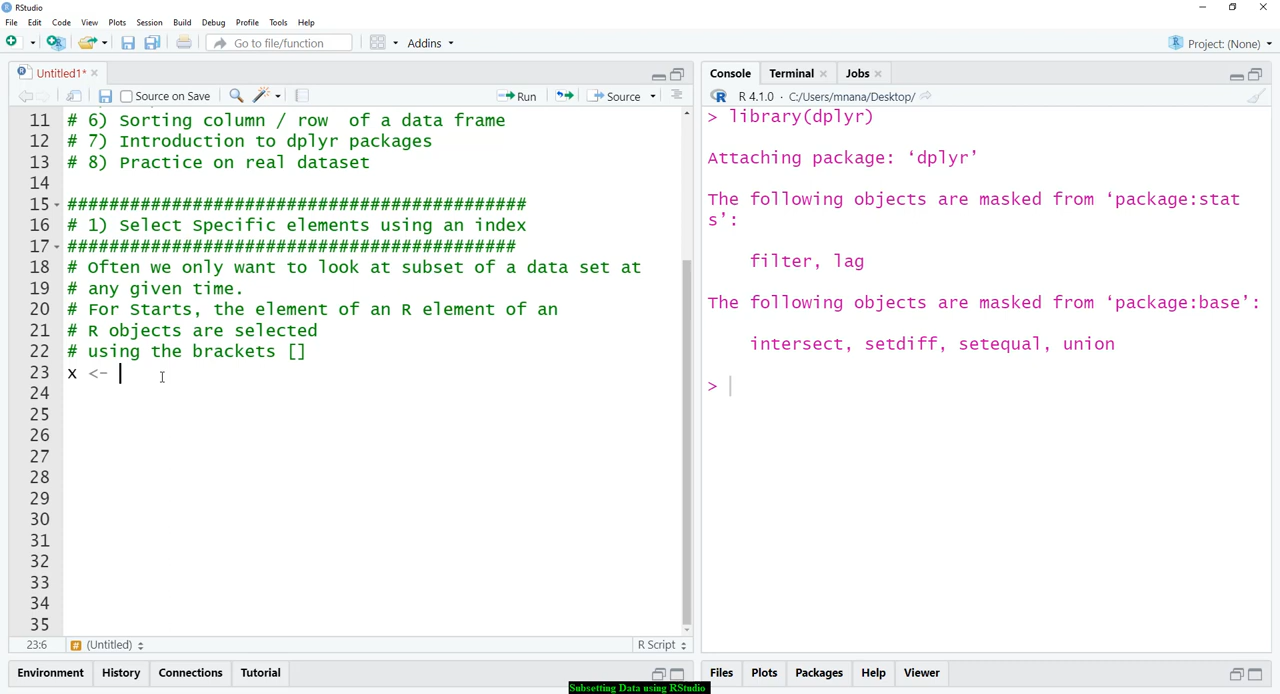 RStudio
File Edit Code View Plots Session Build Debug Profile Tools Help
Go to file/function Addins Project: (None)
Untitled1*
Source on Save Run Source
11 # 6) Sorting column / row  of a data frame
12 # 7) Introduction to dplyr packages
13 # 8) Practice on real dataset
14
15 ############################################
16 # 1) Select Specific elements using an index
17 ###########################################
18 # Often we only want to look at subset of a data set at
19 # any given time.
20 # For Starts, the element of an R element of an
21 # R objects are selected
22 # using the brackets []
23 x <-
24
25
26
27
28
29
30
31
32
33
34
35
23:6 # (Untitled) R Script
Environment History Connections Tutorial
Console Terminal Jobs
R 4.1.0 · C:/Users/mnana/Desktop/
> library(dplyr)
Attaching package: ‘dplyr’
The following objects are masked from ‘package:stat
s’:
filter, lag
The following objects are masked from ‘package:base’:
intersect, setdiff, setequal, union
>
Files Plots Packages Help Viewer
Subsetting Data using RStudio